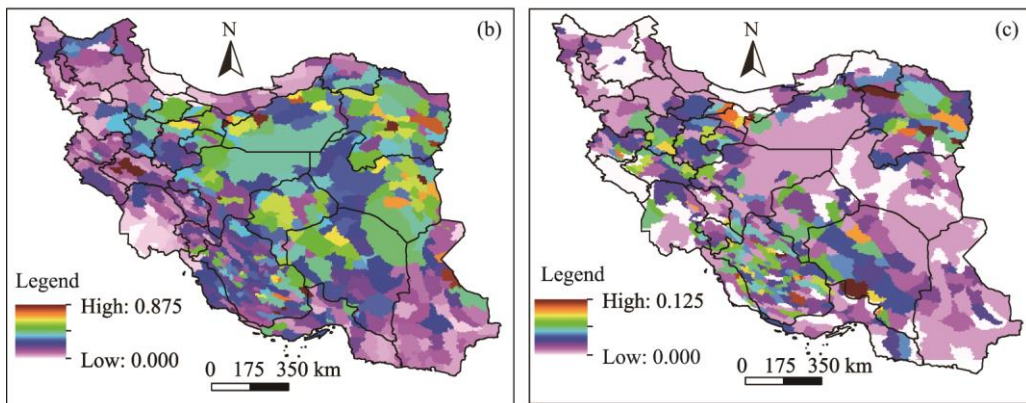 (b)
N
Legend
High: 0.875
Low: 0.000
0 175 350 km
(c)
N
Legend
High: 0.125
Low: 0.000
0 175 350 km